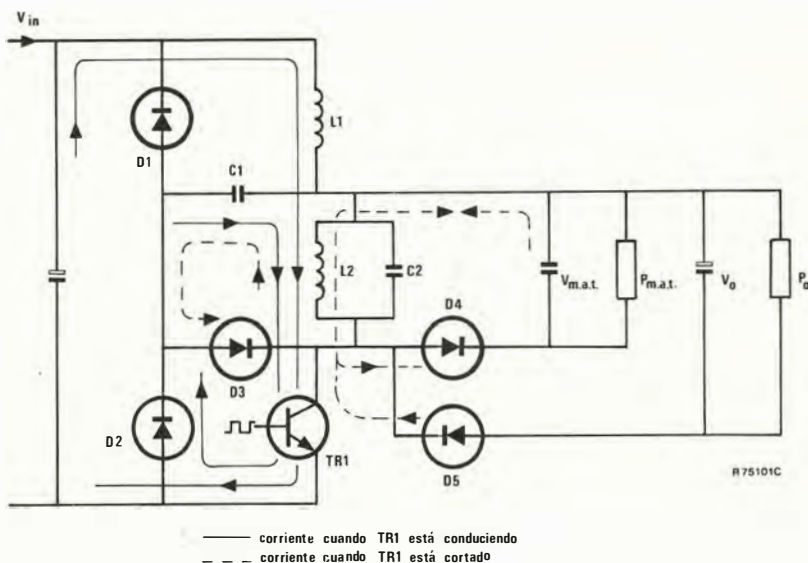 Vin
D1
L1
C1
L2
C2
Vm.a.t.
Pm.a.t.
Vo
Po
D4
D3
D2
TR1
D5
R75101C
corriente cuando TR1 está conduciendo
corriente cuando TR1 está cortado